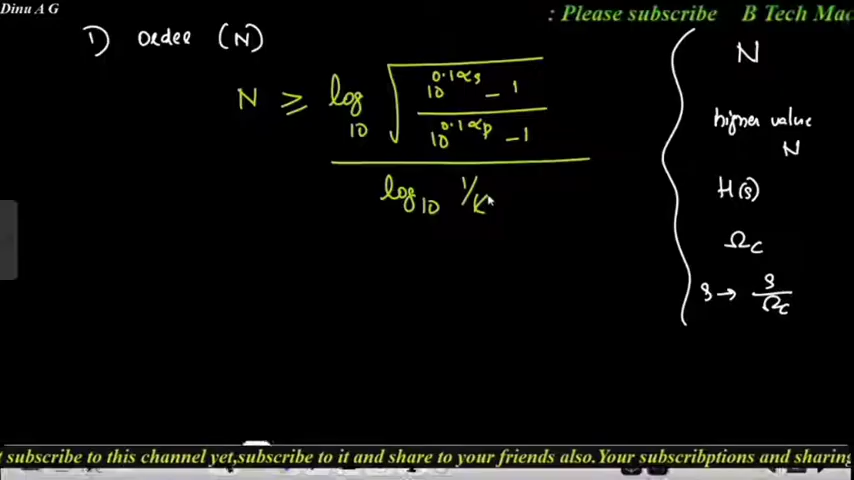 Dinu A G
: Please subscribe B Tech Mac
1) order (N)
N ≥ log₁₀ √((10^(0.1αs) - 1) / (10^(0.1αp) - 1)) / log₁₀ 1/K
N
higher value
N
H(s)
Ωc
s → s/Ωc
t subscribe to this channel yet,subscribe to it and share to your friends also.Your subscribptions and sharing